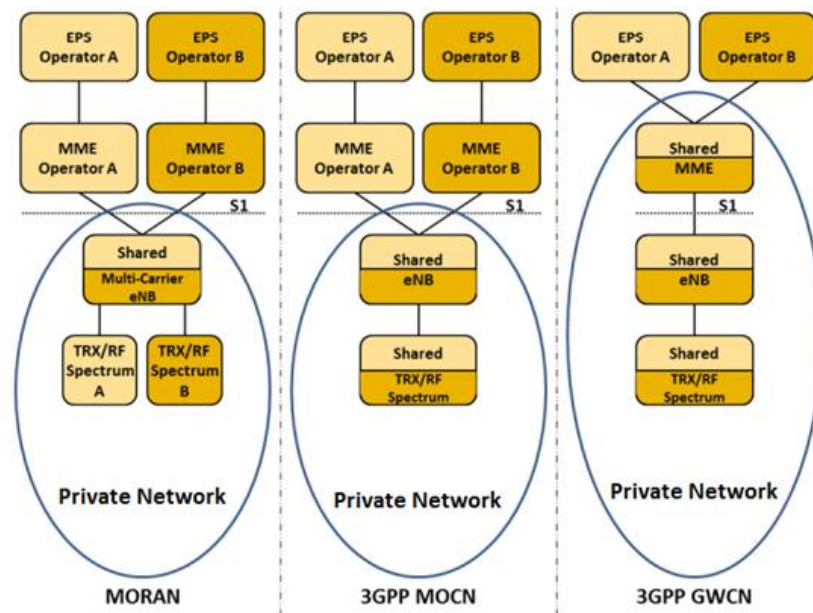 EPS
Operator A
EPS
Operator B
MME
Operator A
MME
Operator B
S1
Shared
Multi-Carrier
eNB
TRX/RF
Spectrum
A
TRX/RF
Spectrum
B
Private Network
MORAN
EPS
Operator A
EPS
Operator B
MME
Operator A
MME
Operator B
S1
Shared
eNB
Shared
TRX/RF
Spectrum
Private Network
3GPP MOCN
EPS
Operator A
EPS
Operator B
Shared
MME
S1
Shared
eNB
Shared
TRX/RF
Spectrum
Private Network
3GPP GWCN